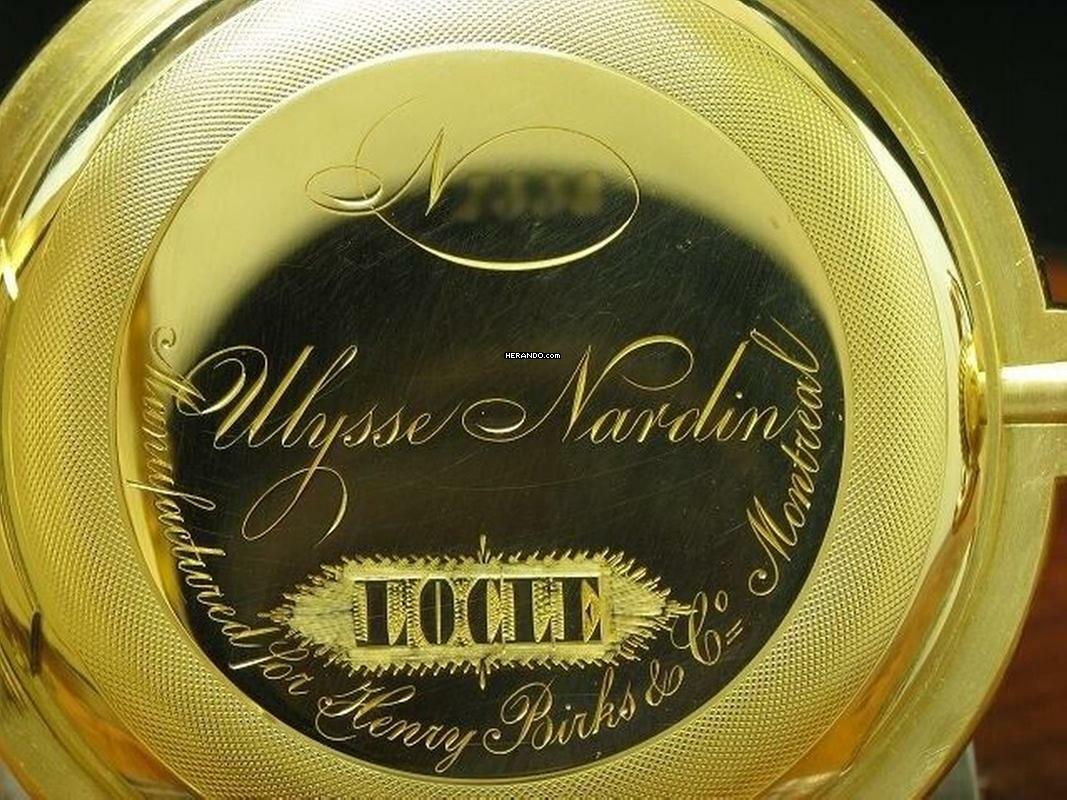 N
HERANDO.com
Ulysse Nardin
LOCLE
Manufactured for Henry Birks & Co. Montreal